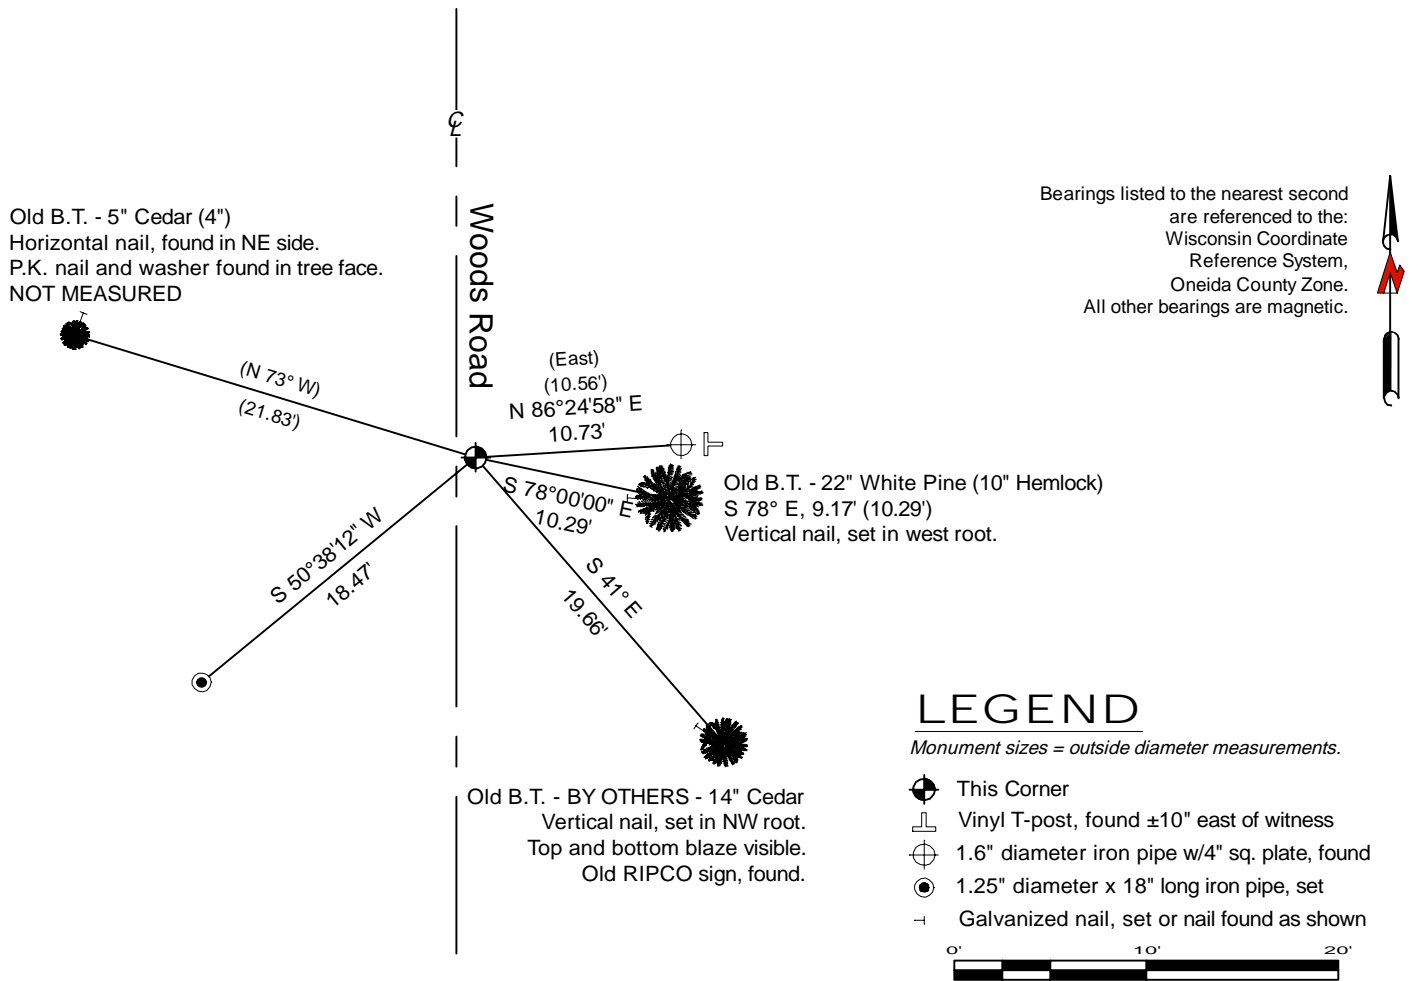 ℄
Woods Road
Bearings listed to the nearest second
are referenced to the:
Wisconsin Coordinate
Reference System,
Oneida County Zone.
All other bearings are magnetic.
Old B.T. - 5" Cedar (4")
Horizontal nail, found in NE side.
P.K. nail and washer found in tree face.
NOT MEASURED
(N 73° W)
(21.83')
(East)
(10.56')
N 86°24'58" E
10.73'
S 78°00'00" E
10.29'
Old B.T. - 22" White Pine (10" Hemlock)
S 78° E, 9.17' (10.29')
Vertical nail, set in west root.
S 50°38'12" W
18.47'
S 41° E
19.66'
Old B.T. - BY OTHERS - 14" Cedar
Vertical nail, set in NW root.
Top and bottom blaze visible.
Old RIPCO sign, found.
LEGEND
Monument sizes = outside diameter measurements.
This Corner
Vinyl T-post, found ±10" east of witness
1.6" diameter iron pipe w/4" sq. plate, found
1.25" diameter x 18" long iron pipe, set
Galvanized nail, set or nail found as shown
0' 10' 20'